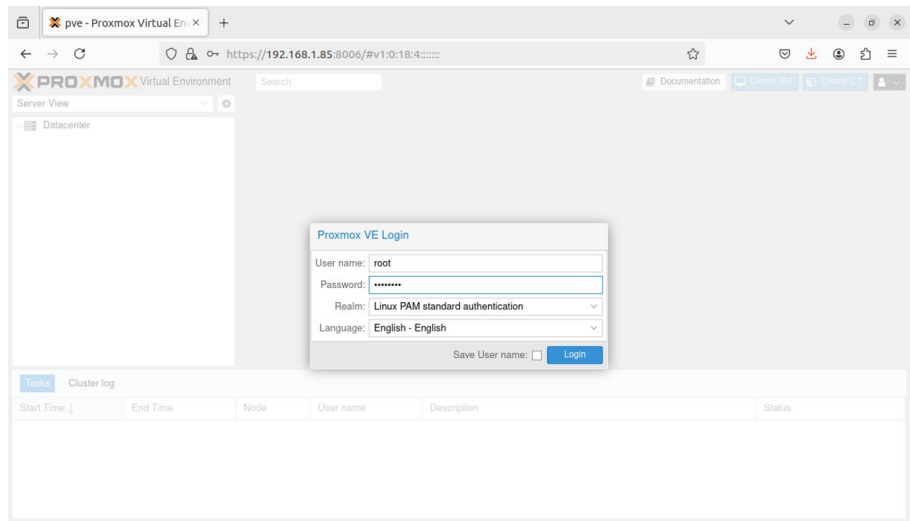 pve - Proxmox Virtual En
https://192.168.1.85:8006/#v1:0:18:4:::::::
PROXMOX Virtual Environment Search Documentation Create VM Create CT
Server View
Datacenter
Proxmox VE Login
User name: root
Password: ••••••••
Realm: Linux PAM standard authentication
Language: English - English
Save User name: Login
Tasks Cluster log
Start Time End Time Node User name Description Status